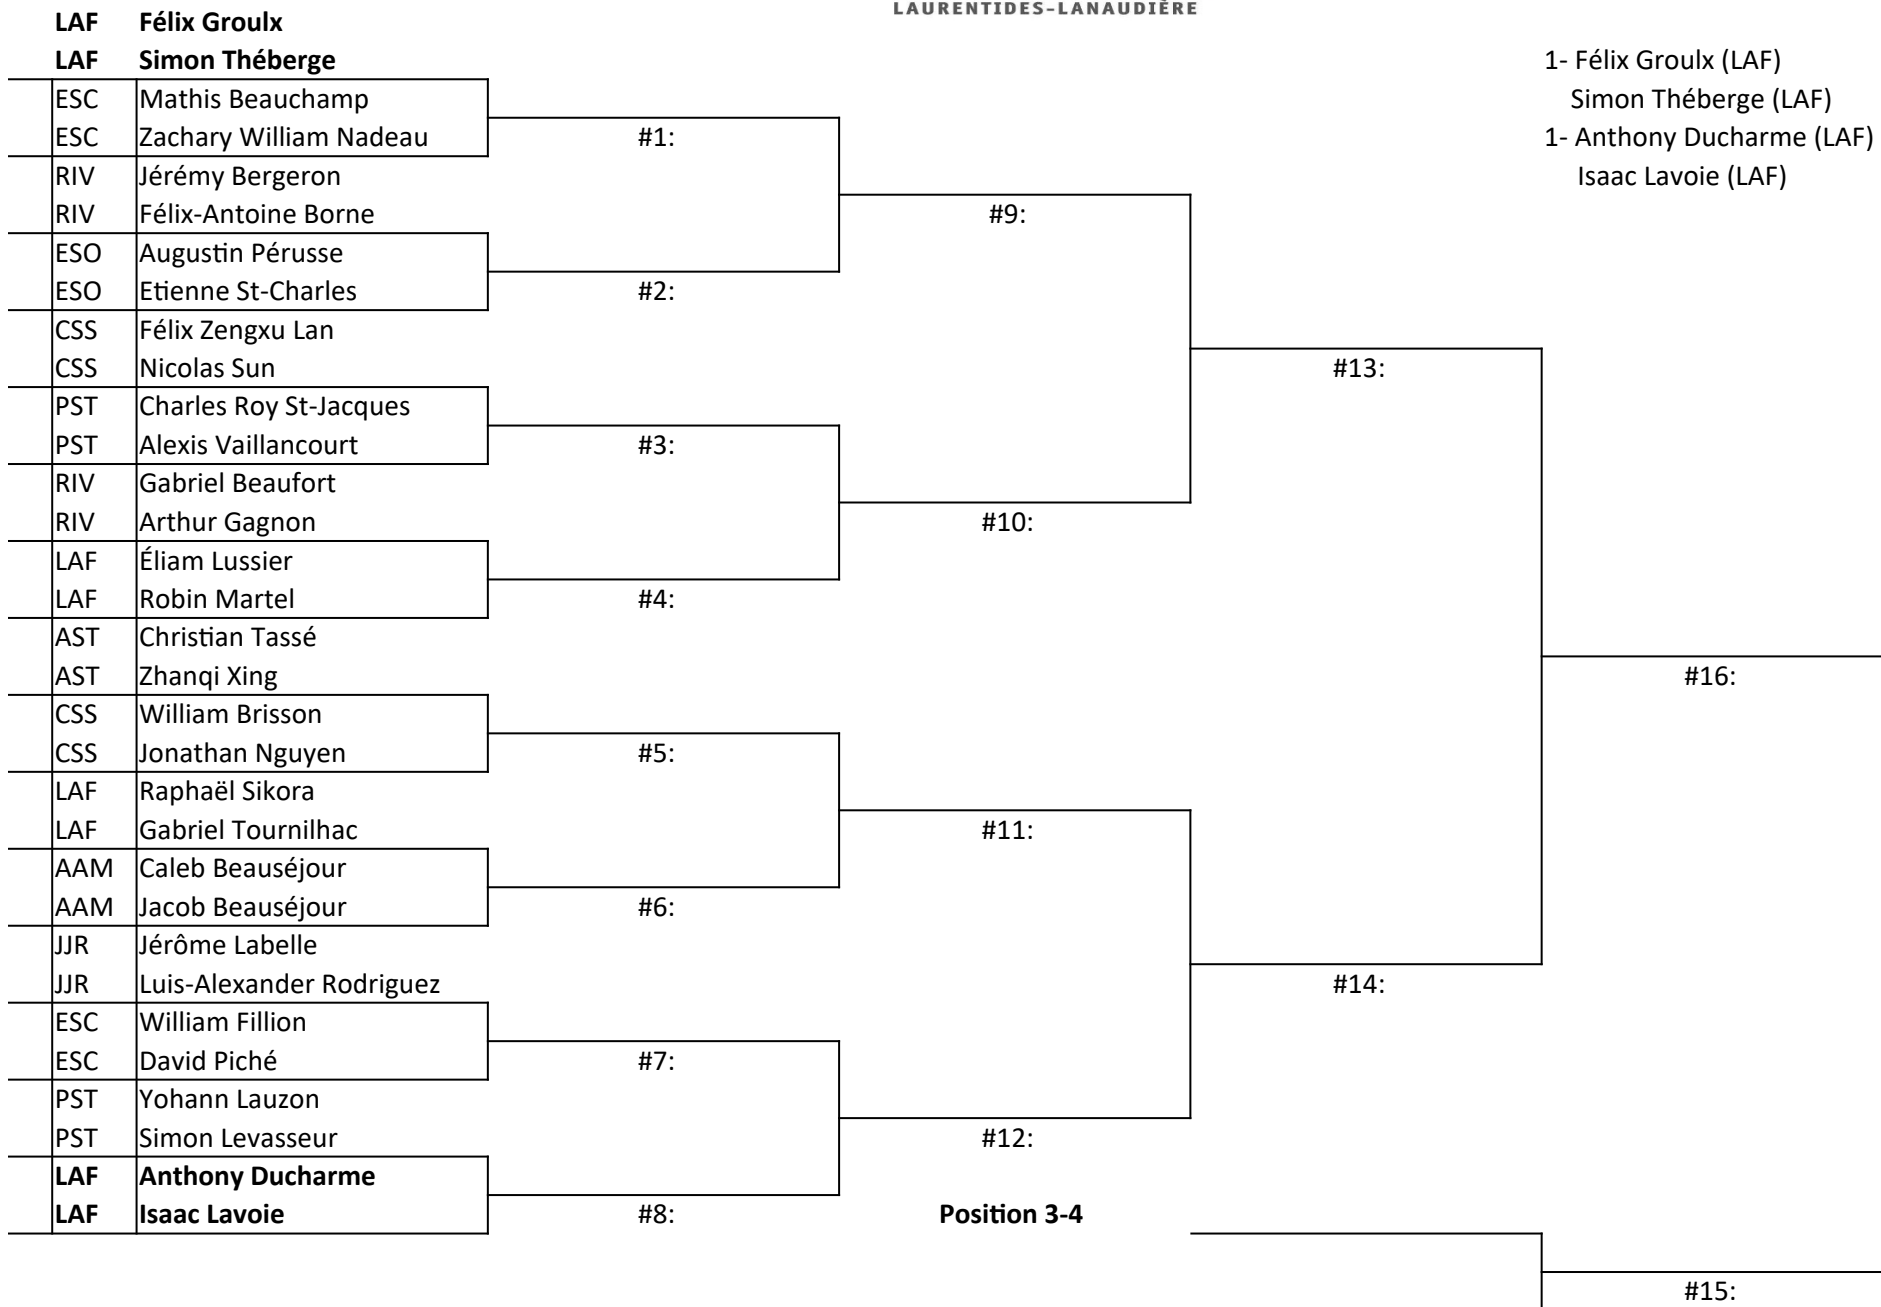 LAURENTIDES-LANAUDIÈRE
LAF Félix Groulx
LAF Simon Théberge
1- Félix Groulx (LAF)
ESC Mathis Beauchamp
Simon Théberge (LAF)
ESC Zachary William Nadeau
#1:
1- Anthony Ducharme (LAF)
RIV Jérémy Bergeron
Isaac Lavoie (LAF)
RIV Félix-Antoine Borne
#9:
ESO Augustin Pérusse
ESO Etienne St-Charles
#2:
CSS Félix Zengxu Lan
CSS Nicolas Sun
#13:
PST Charles Roy St-Jacques
PST Alexis Vaillancourt
#3:
RIV Gabriel Beaufort
RIV Arthur Gagnon
#10:
LAF Éliam Lussier
LAF Robin Martel
#4:
AST Christian Tassé
AST Zhanqi Xing
#16:
CSS William Brisson
CSS Jonathan Nguyen
#5:
LAF Raphaël Sikora
LAF Gabriel Tournilhac
#11:
AAM Caleb Beauséjour
AAM Jacob Beauséjour
#6:
JJR Jérôme Labelle
JJR Luis-Alexander Rodriguez
#14:
ESC William Fillion
ESC David Piché
#7:
PST Yohann Lauzon
PST Simon Levasseur
#12:
LAF Anthony Ducharme
LAF Isaac Lavoie
#8:
Position 3-4
#15: